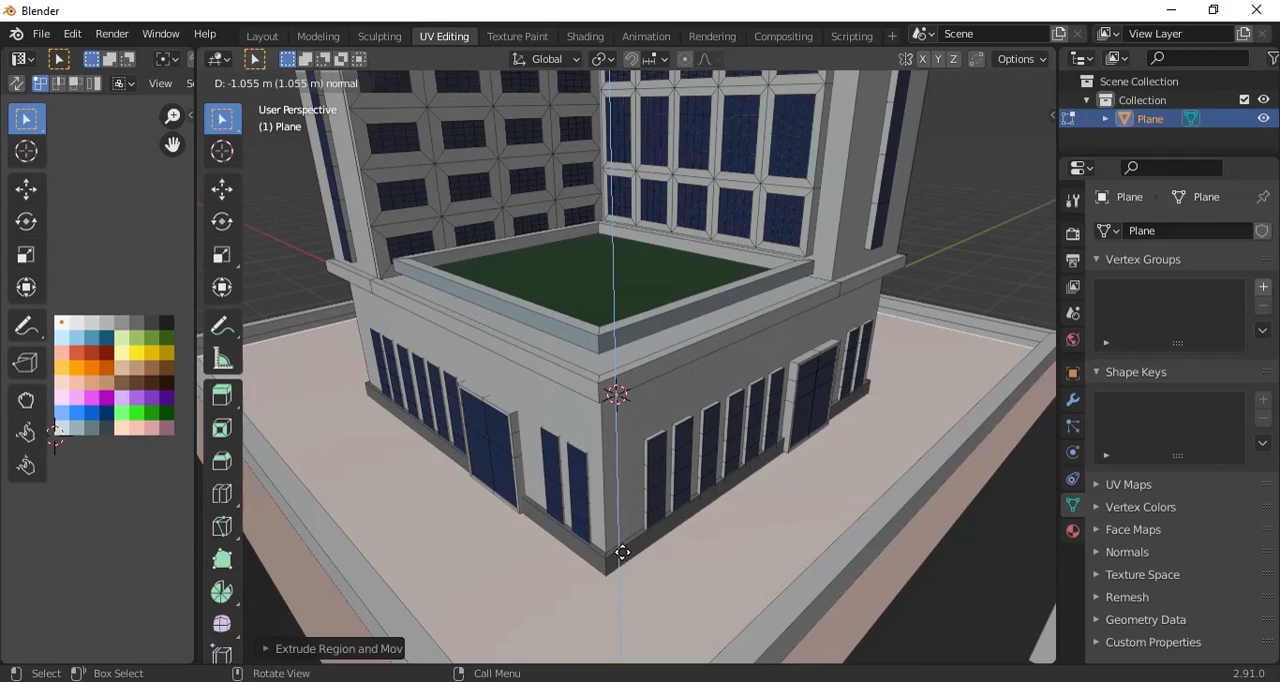 Blender
File Edit Render Window Help Layout Modeling Sculpting UV Editing Texture Paint Shading Animation Rendering Compositing Scripting + Scene View Layer
Global X Y Z Options
Scene Collection
View
D: -1.055 m (1.055 m) normal
Collection
User Perspective
(1) Plane
Plane
Plane Plane
Plane
Vertex Groups
Shape Keys
UV Maps
Vertex Colors
Face Maps
Normals
Texture Space
Remesh
Geometry Data
Custom Properties
Extrude Region and Mov
Select Box Select Rotate View Call Menu 2.91.0